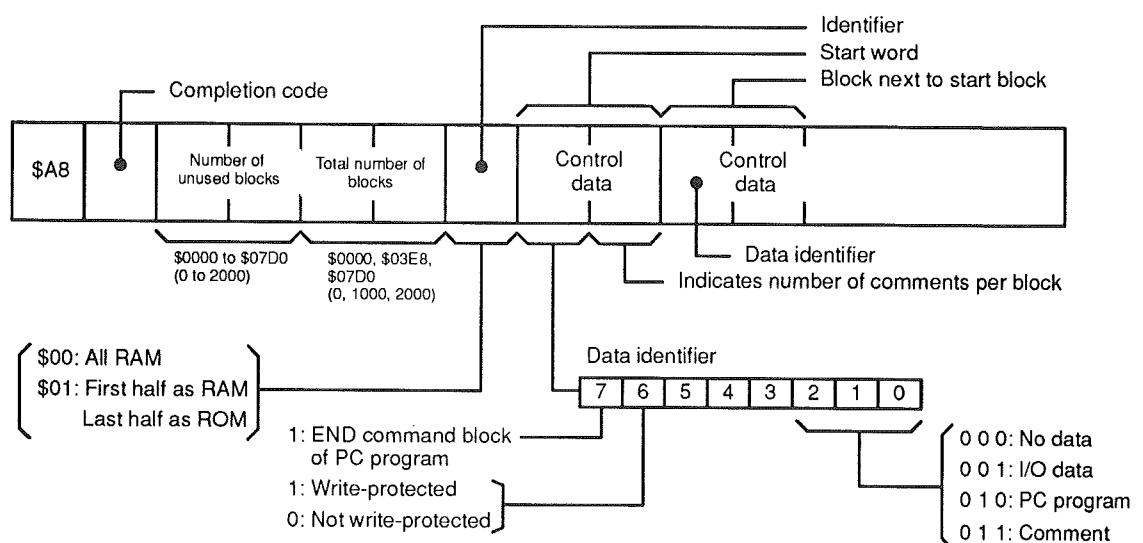 Identifier
Start word
Block next to start block
Completion code
$A8
Number of
unused blocks
Total number of
blocks
Control
data
Control
data
$0000 to $07D0
(0 to 2000)
$0000, $03E8,
$07D0
(0, 1000, 2000)
Data identifier
Indicates number of comments per block
$00: All RAM
$01: First half as RAM
Last half as ROM
Data identifier
7 6 5 4 3 2 1 0
1: END command block
of PC program
1: Write-protected
0: Not write-protected
0 0 0: No data
0 0 1: I/O data
0 1 0: PC program
0 1 1: Comment